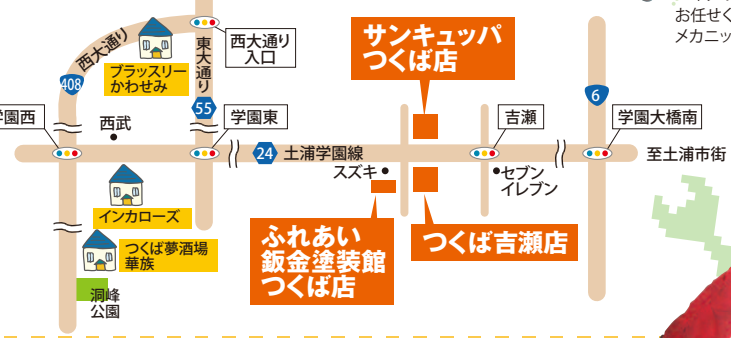 お任せく
メカニッ
西大通り
東大通り
西大通り
入口
サンキュッパ
つくば店
ブラッスリー
かわせみ
408
55
6
学園西
西武
学園東
吉瀬
学園大橋南
24
土浦学園線
至土浦市街
スズキ
セブン
イレブン
インカローズ
つくば夢酒場
華族
ふれあい
鈑金塗装館
つくば店
つくば吉瀬店
洞峰
公園